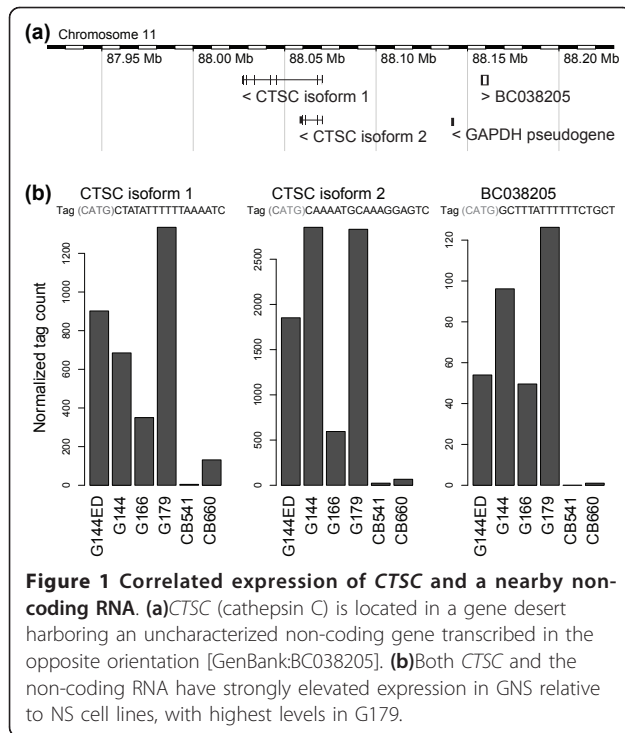 (a) Chromosome 11
87.95 Mb 88.00 Mb 88.05 Mb 88.10 Mb 88.15 Mb 88.20 Mb
< CTSC isoform 1 > BC038205
< CTSC isoform 2 < GAPDH pseudogene
(b) CTSC isoform 1 CTSC isoform 2 BC038205
Tag (CATG)CTATATTTTTTAAAATC Tag (CATG)CAAAATGCAAAGGAGTC Tag (CATG)GCTTTATTTTTTCTGCT
Normalized tag count
0 200 400 600 800 1000 1200
G144ED G144 G166 G179 CB541 CB660
0 500 1000 1500 2000 2500
G144ED G144 G166 G179 CB541 CB660
0 20 40 60 80 100 120
G144ED G144 G166 G179 CB541 CB660
Figure 1 Correlated expression of CTSC and a nearby non-
coding RNA. (a)CTSC (cathepsin C) is located in a gene desert
harboring an uncharacterized non-coding gene transcribed in the
opposite orientation [GenBank:BC038205]. (b)Both CTSC and the
non-coding RNA have strongly elevated expression in GNS relative
to NS cell lines, with highest levels in G179.